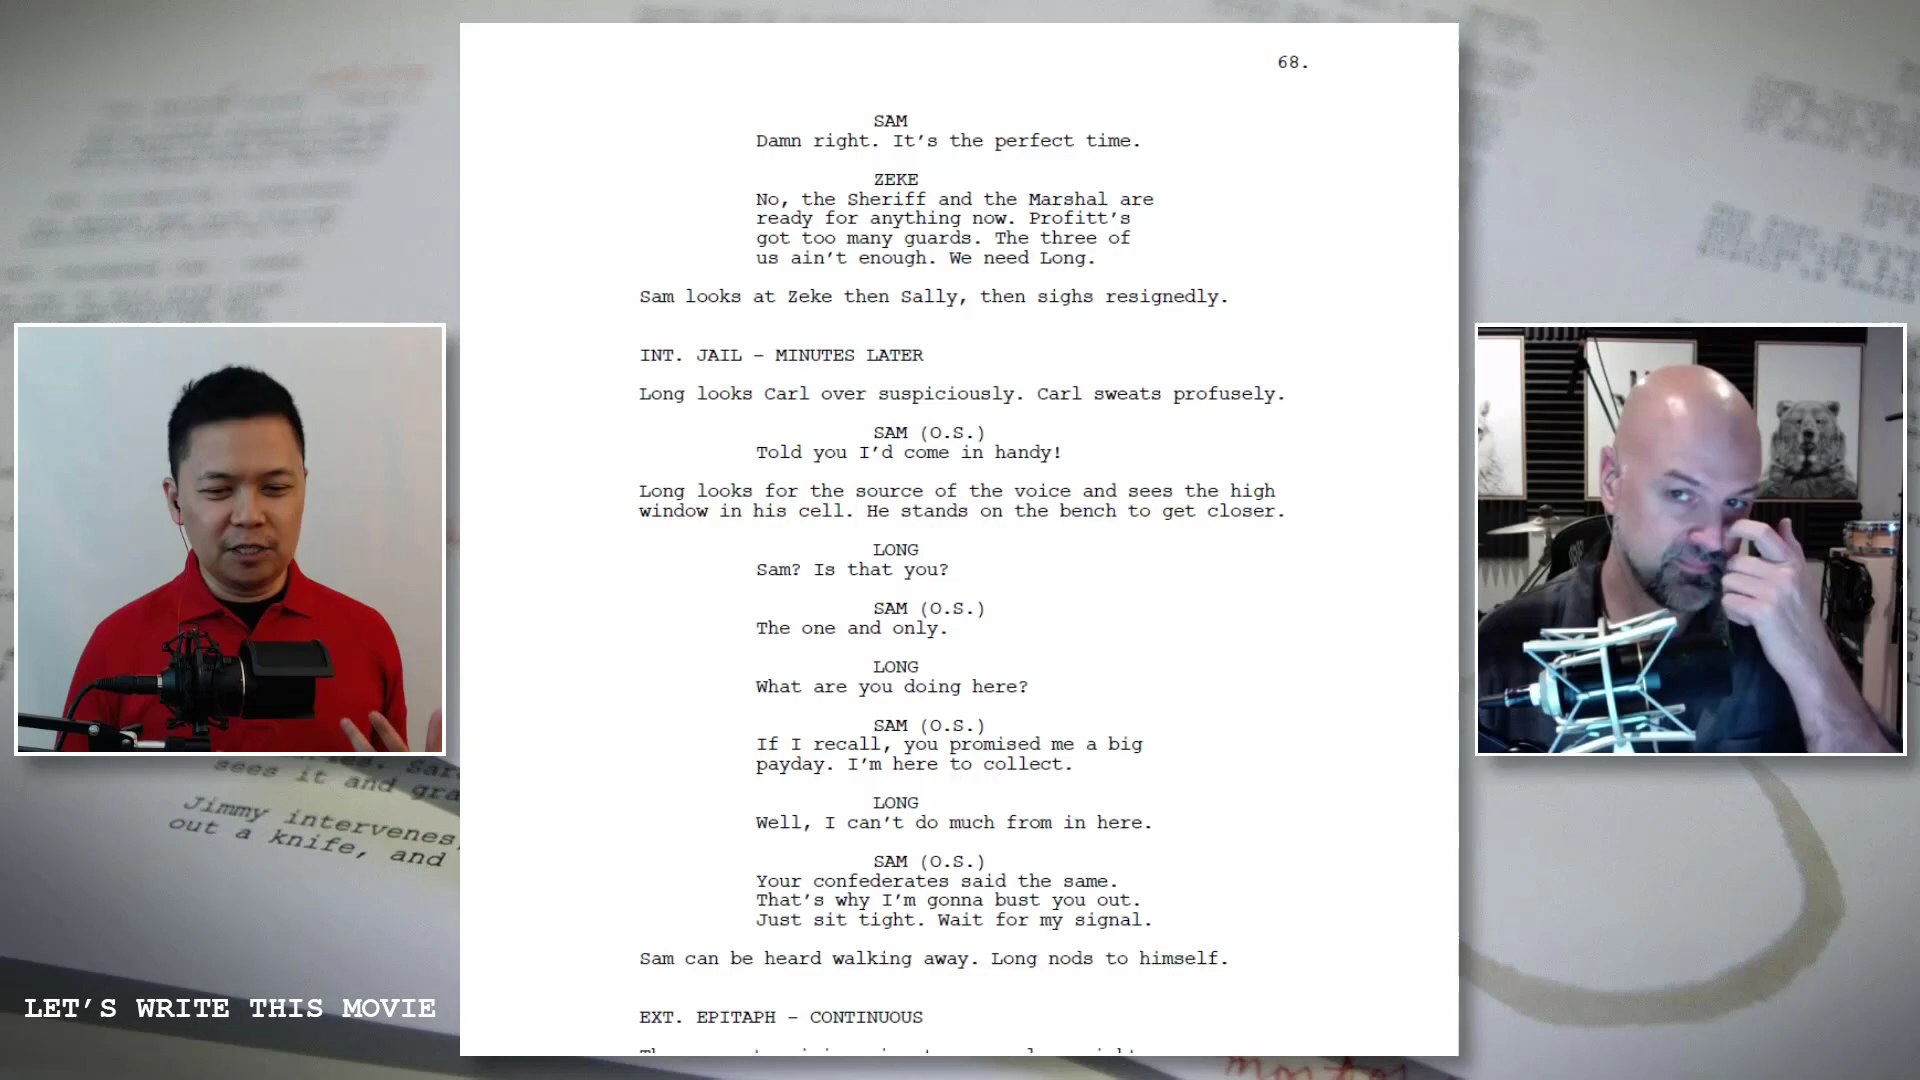 68.
SAM
Damn right. It's the perfect time.
ZEKE
No, the Sheriff and the Marshal are
ready for anything now. Profitt's
got too many guards. The three of
us ain't enough. We need Long.
Sam looks at Zeke then Sally, then sighs resignedly.
INT. JAIL – MINUTES LATER
Long looks Carl over suspiciously. Carl sweats profusely.
SAM (O.S.)
Told you I'd come in handy!
Long looks for the source of the voice and sees the high
window in his cell. He stands on the bench to get closer.
LONG
Sam? Is that you?
SAM (O.S.)
The one and only.
LONG
What are you doing here?
SAM (O.S.)
If I recall, you promised me a big
payday. I'm here to collect.
LONG
Well, I can't do much from in here.
SAM (O.S.)
Your confederates said the same.
That's why I'm gonna bust you out.
Just sit tight. Wait for my signal.
Sam can be heard walking away. Long nods to himself.
EXT. EPITAPH – CONTINUOUS
sees it and gra
Jimmy intervenes
out a knife, and
LET'S WRITE THIS MOVIE